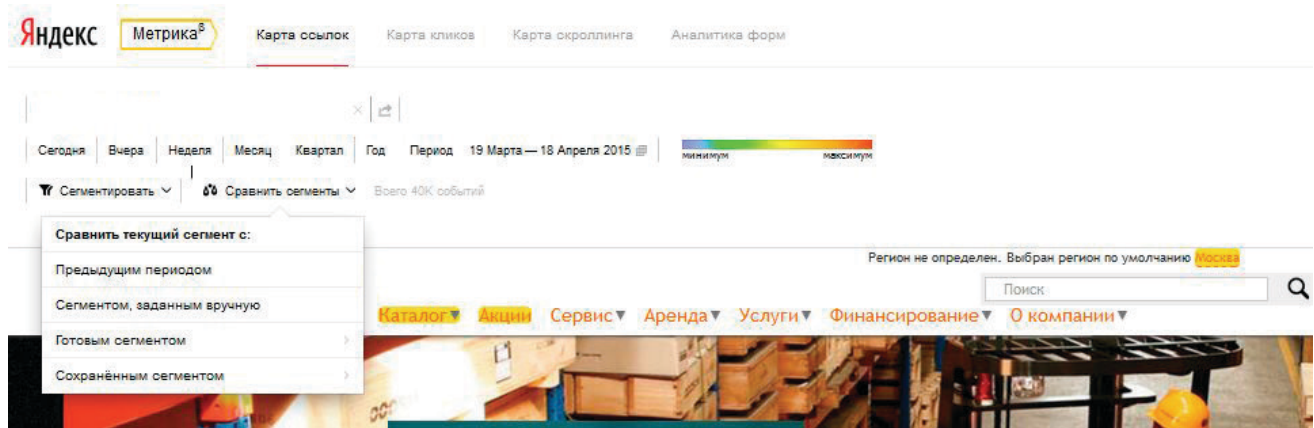 Яндекс Метрика β Карта ссылок Карта кликов Карта скроллинга Аналитика форм
Сегодня Вчера Неделя Месяц Квартал Год Период 19 Марта — 18 Апреля 2015
минимум максимум
Сегментировать Сравнить сегменты Всего 40K событий
Сравнить текущий сегмент с:
Предыдущим периодом
Сегментом, заданным вручную
Готовым сегментом
Сохранённым сегментом
Регион не определен. Выбран регион по умолчанию Москва
Поиск
Каталог Акции Сервис Аренда Услуги Финансирование О компании